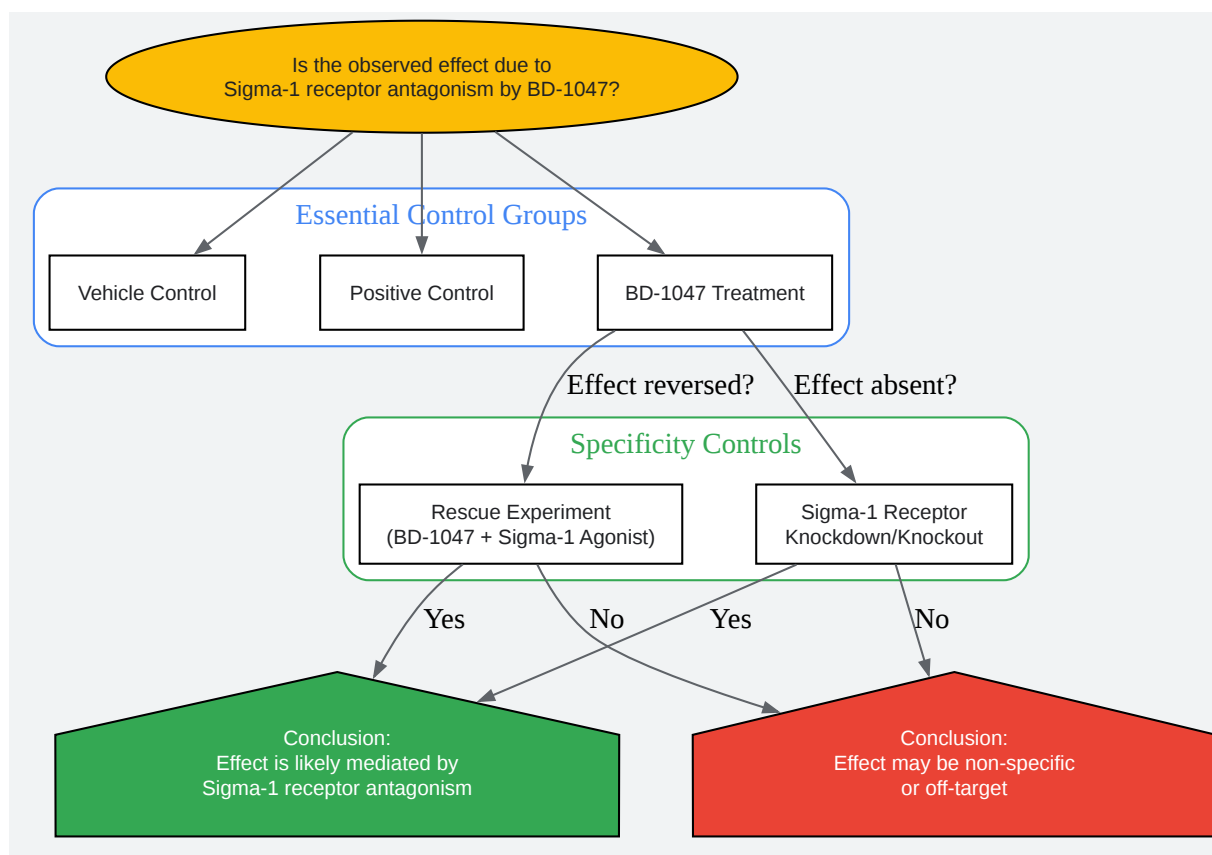 Is the observed effect due to
Sigma-1 receptor antagonism by BD-1047?
Essential Control Groups
Vehicle Control
Positive Control
BD-1047 Treatment
Effect reversed?
Effect absent?
Specificity Controls
Rescue Experiment
(BD-1047 + Sigma-1 Agonist)
Sigma-1 Receptor
Knockdown/Knockout
Yes
No
Yes
No
Conclusion:
Effect is likely mediated by
Sigma-1 receptor antagonism
Conclusion:
Effect may be non-specific
or off-target